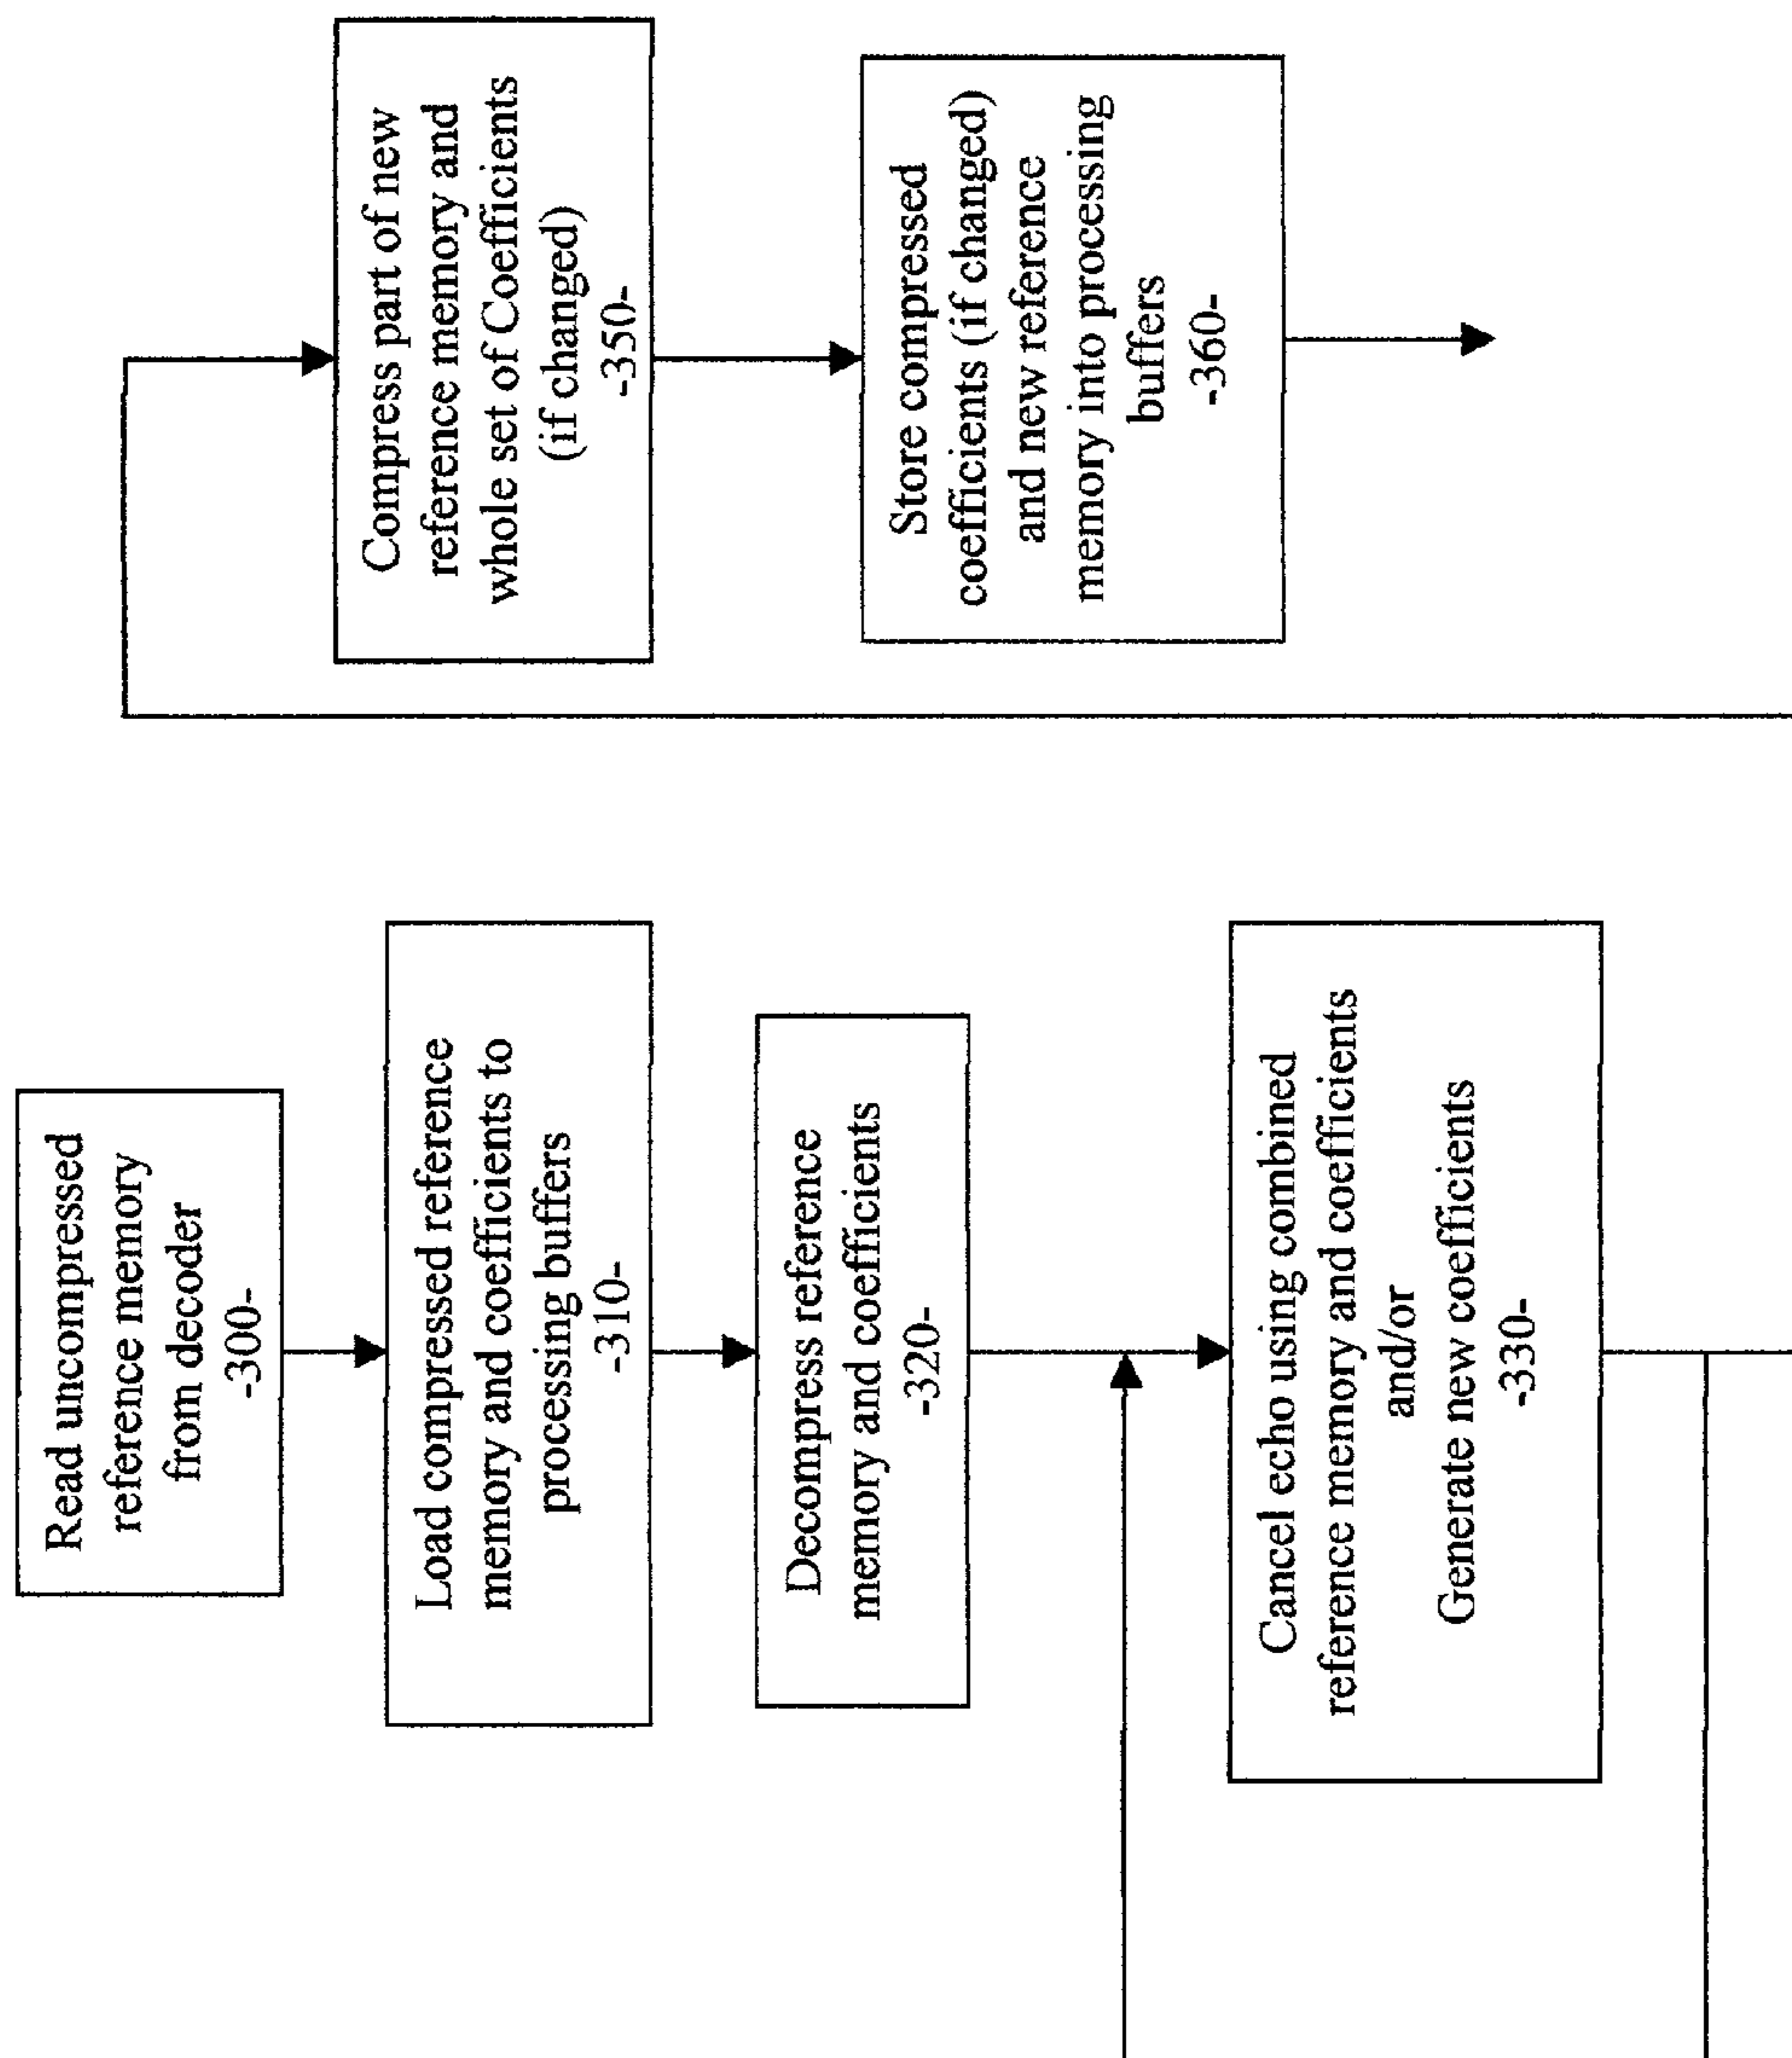 Read uncompressed
reference memory
from decoder
-300-
Load compressed reference
memory and coefficients to
processing buffers
-310-
Decompress reference
memory and coefficients
-320-
Cancel echo using combined
reference memory and coefficients
and/or
Generate new coefficients
-330-
Compress part of new
reference memory and
whole set of Coefficients
(if changed)
-350-
Store compressed
coefficients (if changed)
and new reference
memory into processing
buffers
-360-